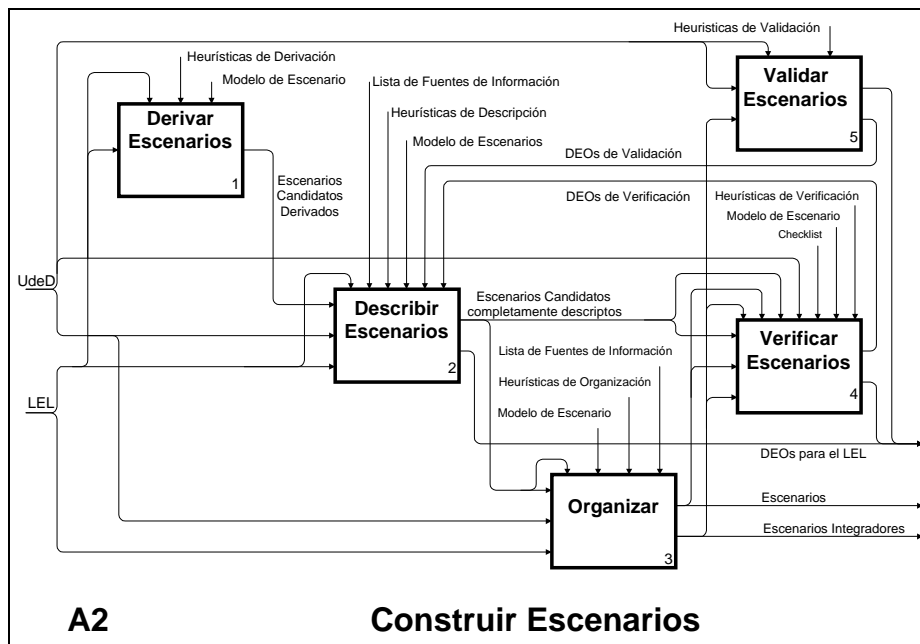 Heuristicas de Validación
Validar
Escenarios
5
Heurísticas de Derivación
Modelo de Escenario
Derivar
Escenarios
1
Lista de Fuentes de Información
Heurísticas de Descripción
Modelo de Escenarios
DEOs de Validación
DEOs de Verificación
Escenarios
Candidatos
Derivados
Heurísticas de Verificación
Modelo de Escenario
Checklist
UdeD
Describir
Escenarios
2
Escenarios Candidatos
completamente descriptos
Verificar
Escenarios
4
Lista de Fuentes de Información
Heurísticas de Organización
Modelo de Escenario
LEL
DEOs para el LEL
Organizar
3
Escenarios
Escenarios Integradores
A2
Construir Escenarios